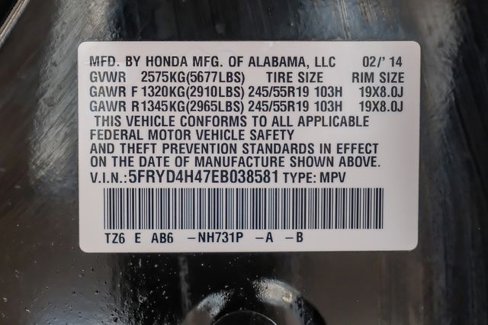 MFD. BY HONDA MFG. OF ALABAMA, LLC 02/'14
GVWR 2575KG(5677LBS) TIRE SIZE RIM SIZE
GAWR F 1320KG(2910LBS) 245/55R19 103H 19X8.0J
GAWR R1345KG(2965LBS) 245/55R19 103H 19X8.0J
THIS VEHICLE CONFORMS TO ALL APPLICABLE
FEDERAL MOTOR VEHICLE SAFETY
AND THEFT PREVENTION STANDARDS IN EFFECT
ON THE DATE OF MANUFACTURE SHOWN ABOVE.
V.I.N.:5FRYD4H47EB038581 TYPE: MPV
TZ6 E AB6 -NH731P -A -B